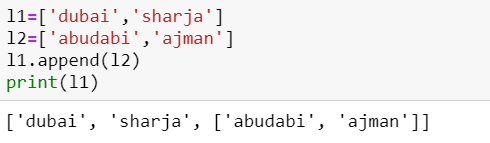 l1=['dubai','sharja']
l2=['abudabi','ajman']
l1.append(l2)
print(l1)
['dubai', 'sharja', ['abudabi', 'ajman']]